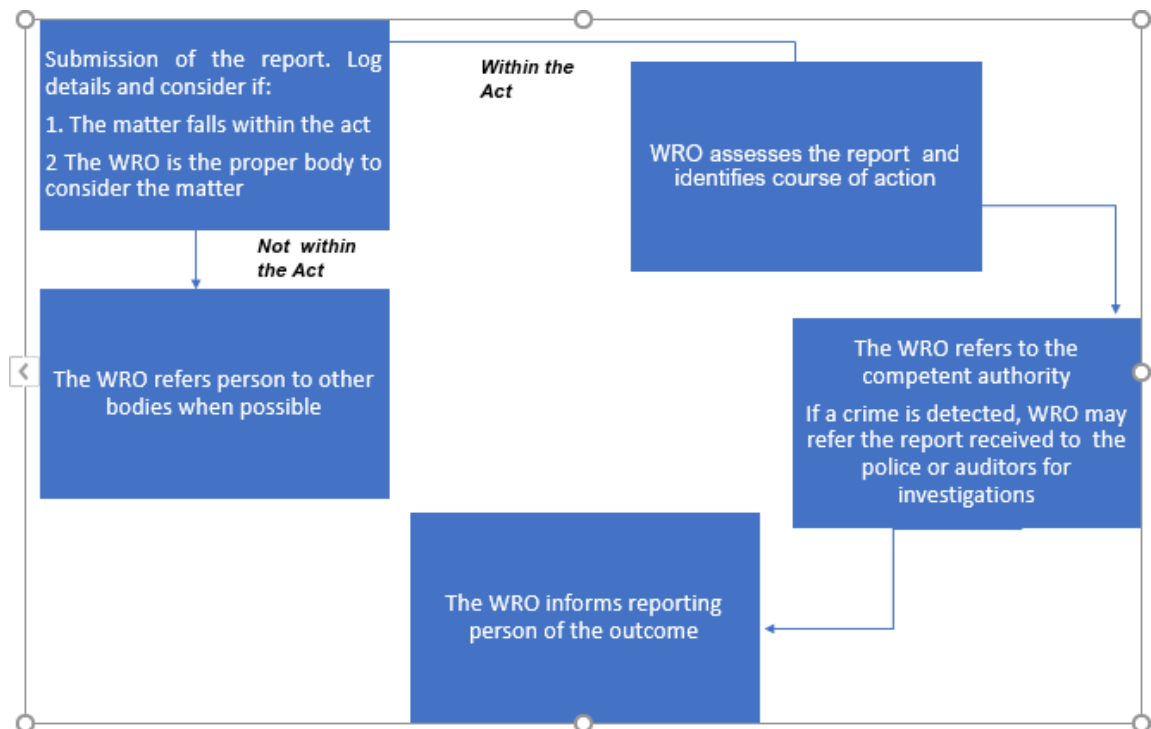 Submission of the report. Log
details and consider if:
1. The matter falls within the act
2 The WRO is the proper body to
consider the matter
Within the
Act
WRO assesses the report and
identifies course of action
Not within
the Act
The WRO refers person to other
bodies when possible
The WRO refers to the
competent authority
If a crime is detected, WRO may
refer the report received to the
police or auditors for
investigations
The WRO informs reporting
person of the outcome